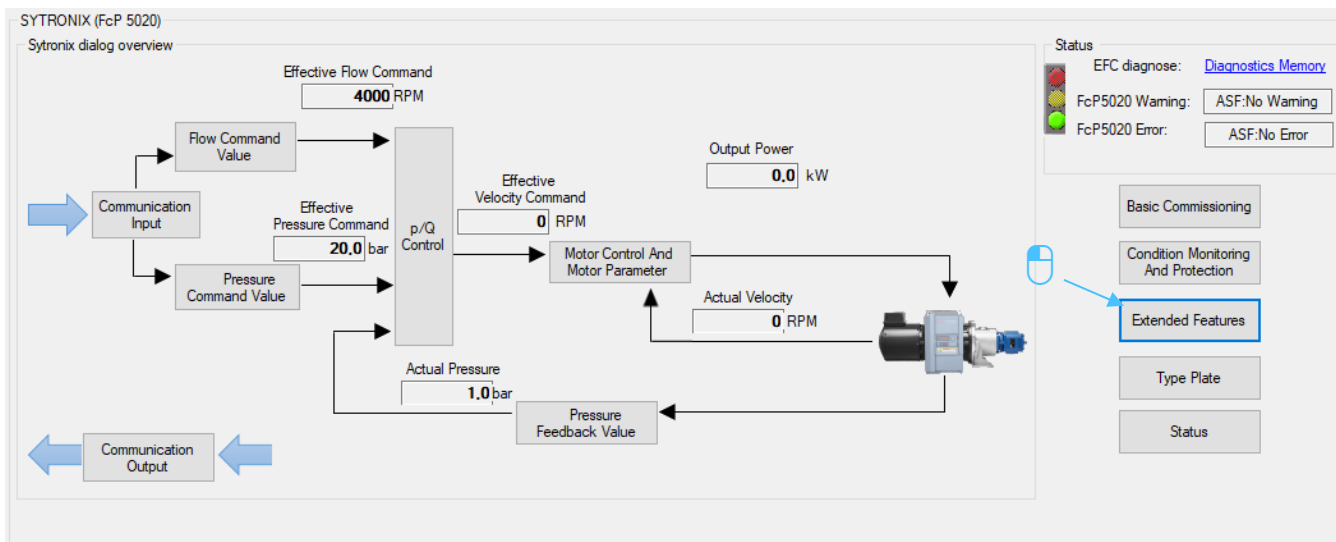 SYTRONIX (FcP 5020)
Sytronix dialog overview
Effective Flow Command
4000 RPM
Flow Command
Value
Communication
Input
Effective
Pressure Command
20,0 bar
Pressure
Command Value
p/Q
Control
Effective
Velocity Command
0 RPM
Output Power
0,0 kW
Motor Control And
Motor Parameter
Actual Velocity
0 RPM
Actual Pressure
1,0 bar
Pressure
Feedback Value
Communication
Output
Status
EFC diagnose: Diagnostics Memory
FcP5020 Warning: ASF:No Warning
FcP5020 Error: ASF:No Error
Basic Commissioning
Condition Monitoring
And Protection
Extended Features
Type Plate
Status